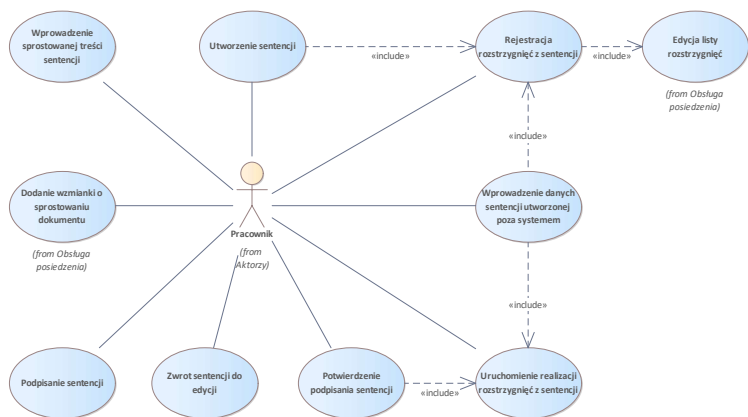 Wprowadzenie
sprostowanej treści
sentencji
Utworzenie sentencji
«include»
Rejestracja
rozstrzygnięć z sentencji
«include»
Edycja listy
rozstrzygnięć
(from Obsługa
posiedzenia)
«include»
Dodanie wzmianki o
sprostowaniu
dokumentu
(from Obsługa
posiedzenia)
Pracownik
(from
Aktorzy)
Wprowadzenie danych
sentencji utworzonej
poza systemem
«include»
Podpisanie sentencji
Zwrot sentencji do
edycji
Potwierdzenie
podpisania sentencji
«include»
Uruchomienie realizacji
rozstrzygnięć z sentencji